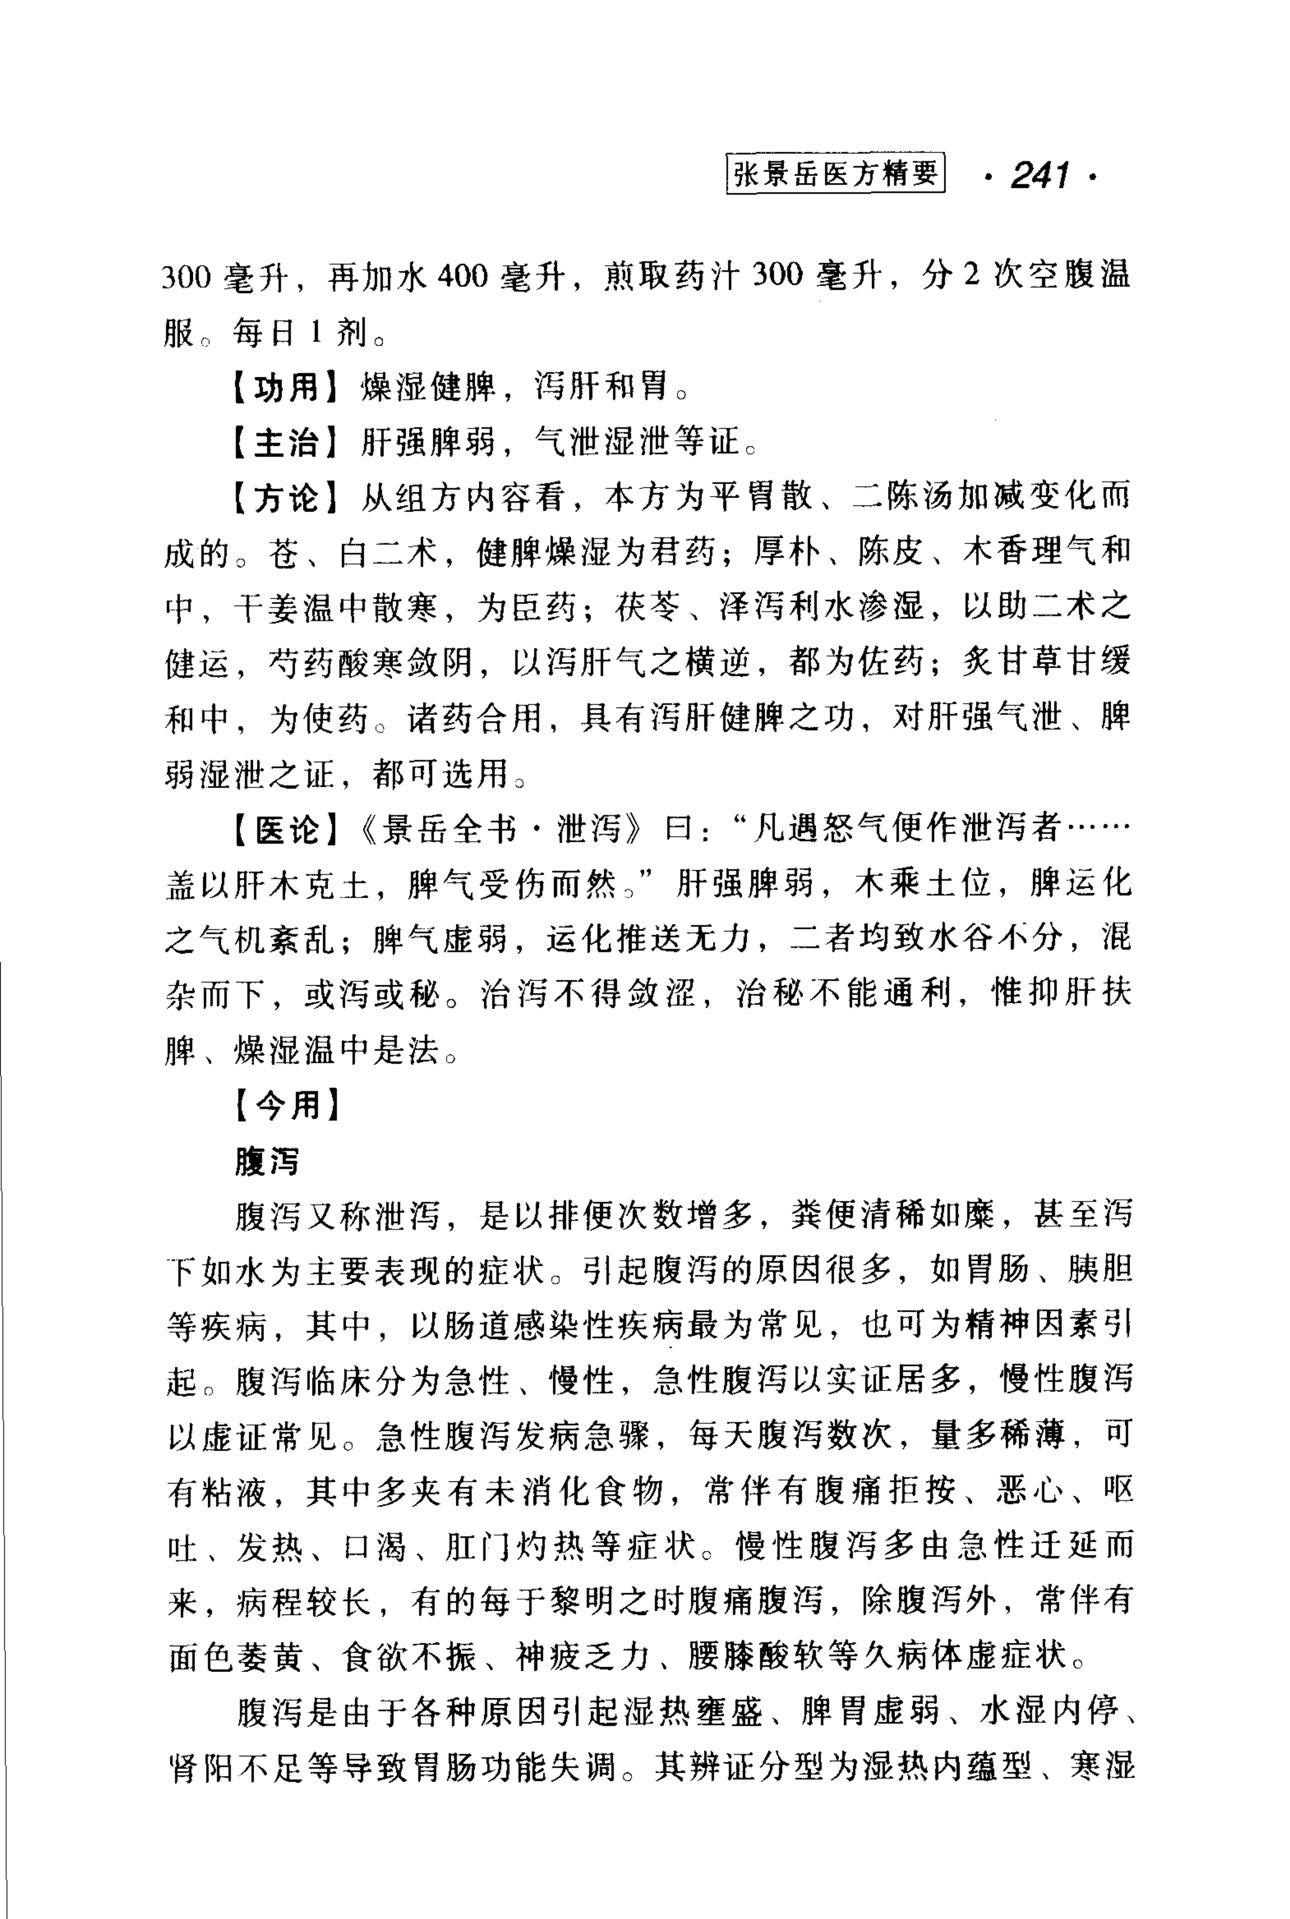 张景岳医方精要 · 241 ·
300 毫升，再加水 400 毫升，煎取药汁 300 毫升，分 2 次空腹温
服。每日 1 剂。
【功用】燥湿健脾，泻肝和胃。
【主治】肝强脾弱，气泄湿泄等证。
【方论】从组方内容看，本方为平胃散、二陈汤加减变化而
成的。苍、白二术，健脾燥湿为君药；厚朴、陈皮、木香理气和
中，干姜温中散寒，为臣药；茯苓、泽泻利水渗湿，以助二术之
健运，芍药酸寒敛阴，以泻肝气之横逆，都为佐药；炙甘草甘缓
和中，为使药。诸药合用，具有泻肝健脾之功，对肝强气泄、脾
弱湿泄之证，都可选用。
【医论】《景岳全书·泄泻》曰：“凡遇怒气便作泄泻者……
盖以肝木克土，脾气受伤而然。”肝强脾弱，木乘土位，脾运化
之气机紊乱；脾气虚弱，运化推送无力，二者均致水谷不分，混
杂而下，或泻或秘。治泻不得敛涩，治秘不能通利，惟抑肝扶
脾、燥湿温中是法。
【今用】
腹泻
腹泻又称泄泻，是以排便次数增多，粪便清稀如糜，甚至泻
下如水为主要表现的症状。引起腹泻的原因很多，如胃肠、胰胆
等疾病，其中，以肠道感染性疾病最为常见，也可为精神因素引
起。腹泻临床分为急性、慢性，急性腹泻以实证居多，慢性腹泻
以虚证常见。急性腹泻发病急骤，每天腹泻数次，量多稀薄，可
有粘液，其中多夹有未消化食物，常伴有腹痛拒按、恶心、呕
吐、发热、口渴、肛门灼热等症状。慢性腹泻多由急性迁延而
来，病程较长，有的每于黎明之时腹痛腹泻，除腹泻外，常伴有
面色萎黄、食欲不振、神疲乏力、腰膝酸软等久病体虚症状。
腹泻是由于各种原因引起湿热壅盛、脾胃虚弱、水湿内停、
肾阳不足等导致胃肠功能失调。其辨证分型为湿热内蕴型、寒湿